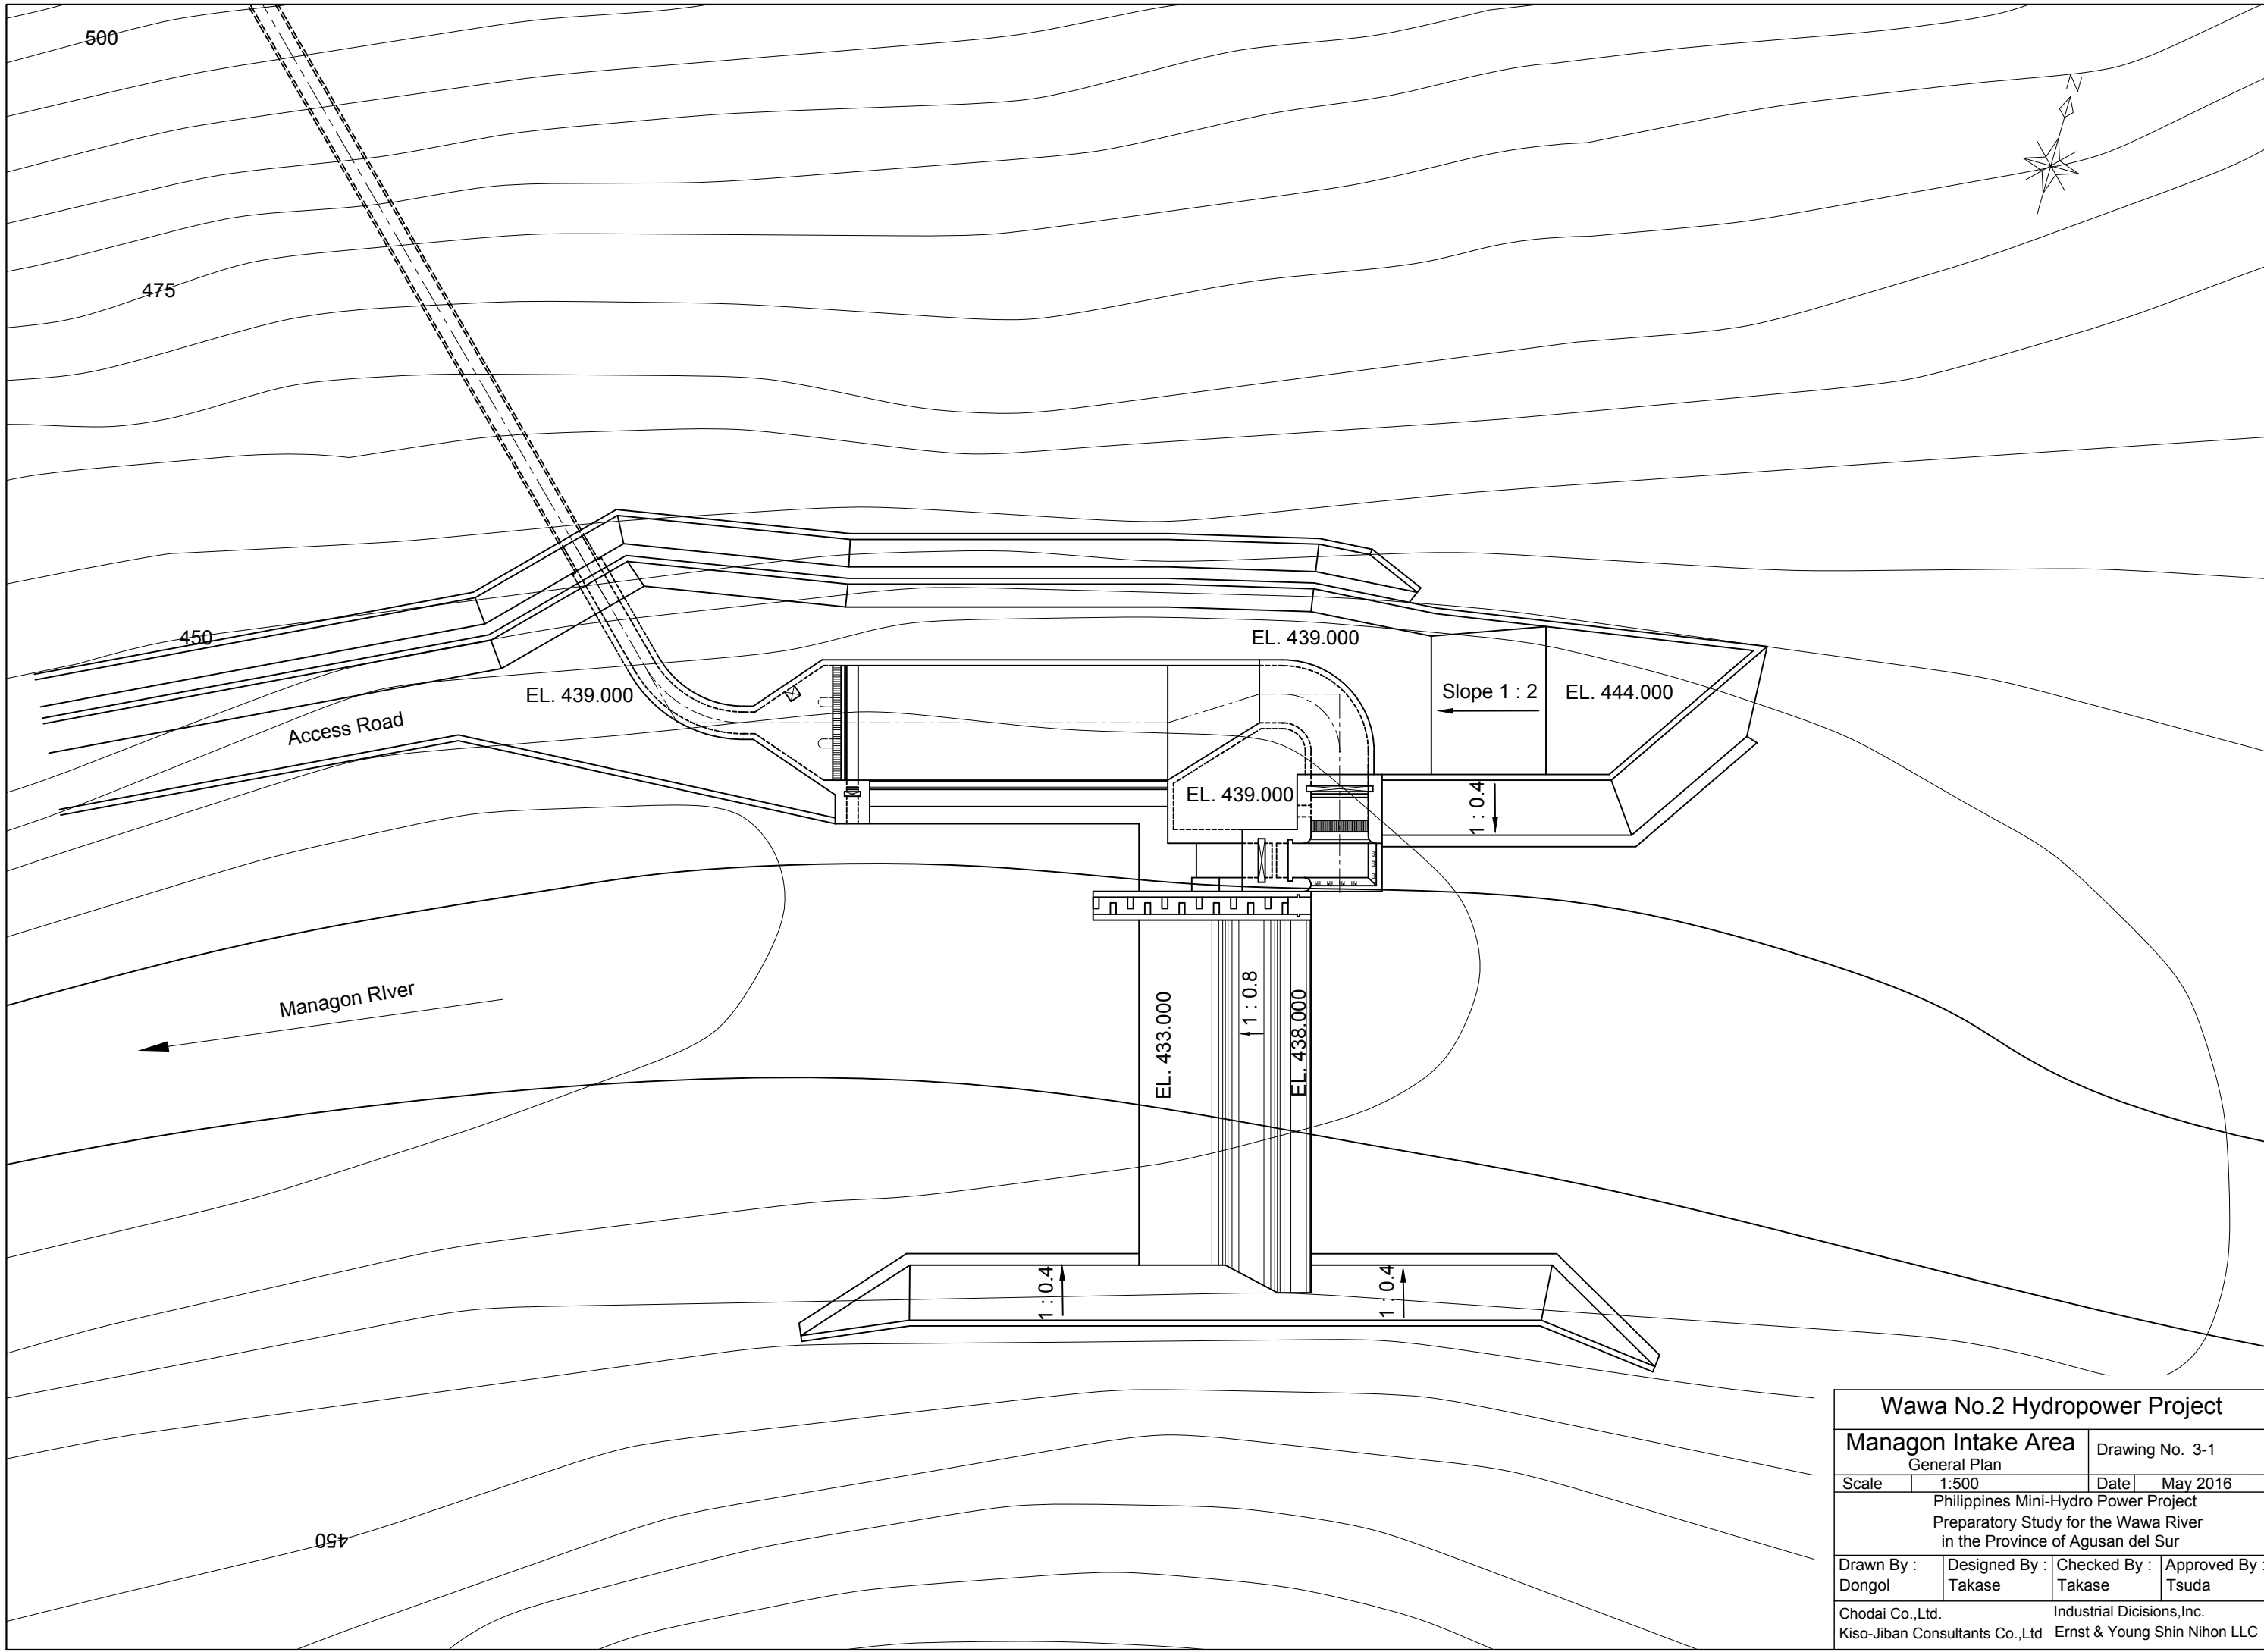 500
N
475
450
EL. 439.000
EL. 439.000
Slope 1 : 2
EL. 444.000
Access Road
EL. 439.000
1 : 0.4
Managon RIver
EL. 433.000
1 : 0.8
EL. 438.000
1 : 0.4
1 : 0.4
450
Wawa No.2 Hydropower Project
Managon Intake Area
General Plan
Drawing No. 3-1
Scale 1:500 Date May 2016
Philippines Mini-Hydro Power Project
Preparatory Study for the Wawa River
in the Province of Agusan del Sur
Drawn By : Designed By : Checked By : Approved By :
Dongol Takase Takase Tsuda
Chodai Co.,Ltd. Industrial Dicisions,Inc.
Kiso-Jiban Consultants Co.,Ltd Ernst & Young Shin Nihon LLC